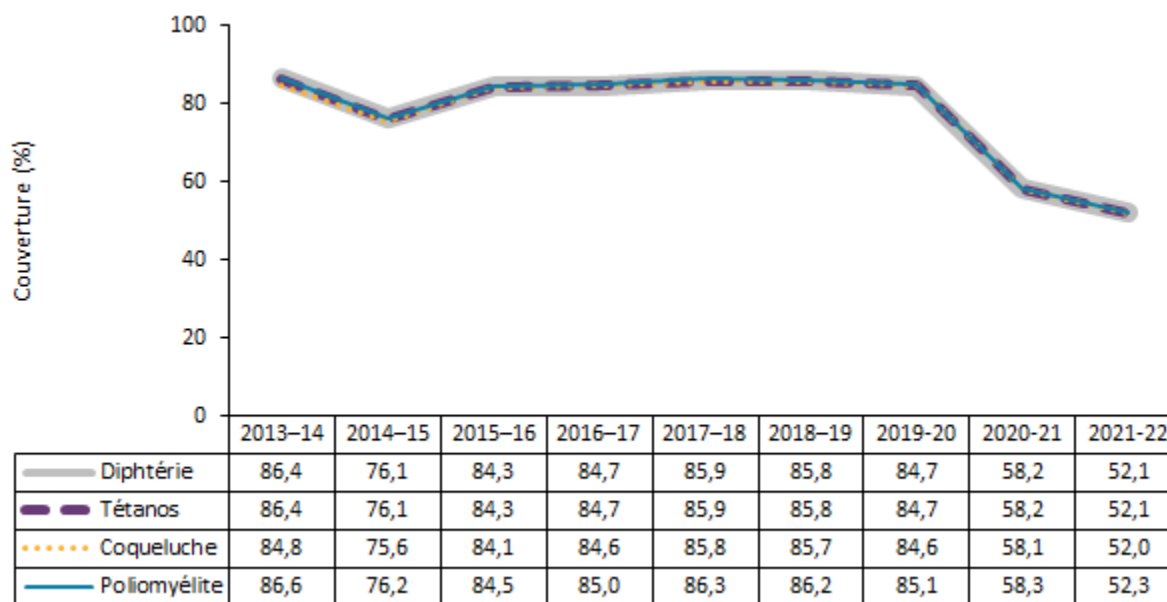 100
80
60
40
20
0
Couverture (%)
2013–14 2014–15 2015–16 2016–17 2017–18 2018–19 2019-20 2020-21 2021-22
Diphtérie 86,4 76,1 84,3 84,7 85,9 85,8 84,7 58,2 52,1
Tétanos 86,4 76,1 84,3 84,7 85,9 85,8 84,7 58,2 52,1
Coqueluche 84,8 75,6 84,1 84,6 85,8 85,7 84,6 58,1 52,0
Poliomyélite 86,6 76,2 84,5 85,0 86,3 86,2 85,1 58,3 52,3